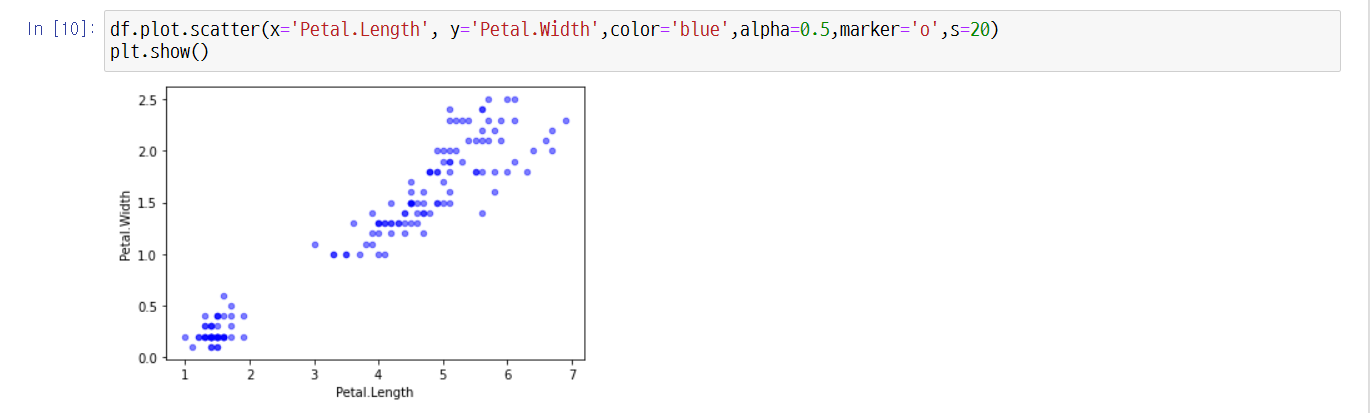 In [10]: df.plot.scatter(x='Petal.Length', y='Petal.Width',color='blue',alpha=0.5,marker='o',s=20)
plt.show()
2.5
2.0
1.5
1.0
0.5
0.0
Petal.Width
1 2 3 4 5 6 7
Petal.Length